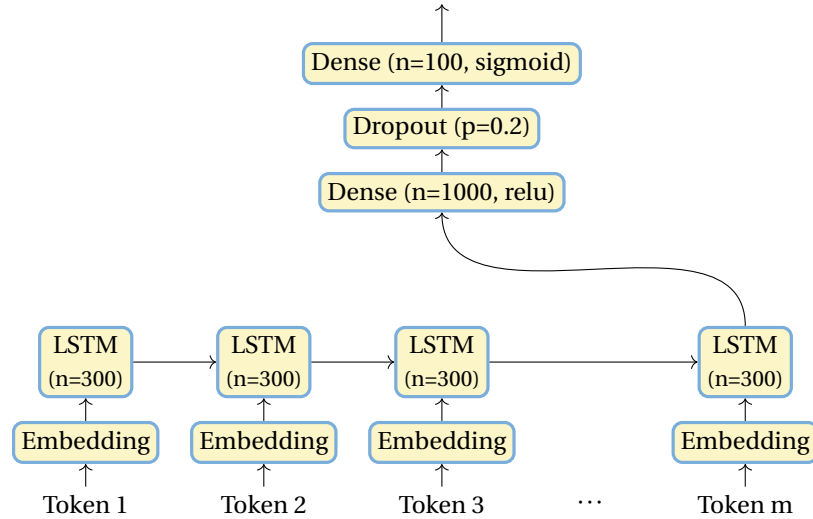 Dense (n=100, sigmoid)
Dropout (p=0.2)
Dense (n=1000, relu)
LSTM LSTM LSTM LSTM
(n=300) (n=300) (n=300) (n=300)
Embedding Embedding Embedding Embedding
Token 1 Token 2 Token 3 ... Token m